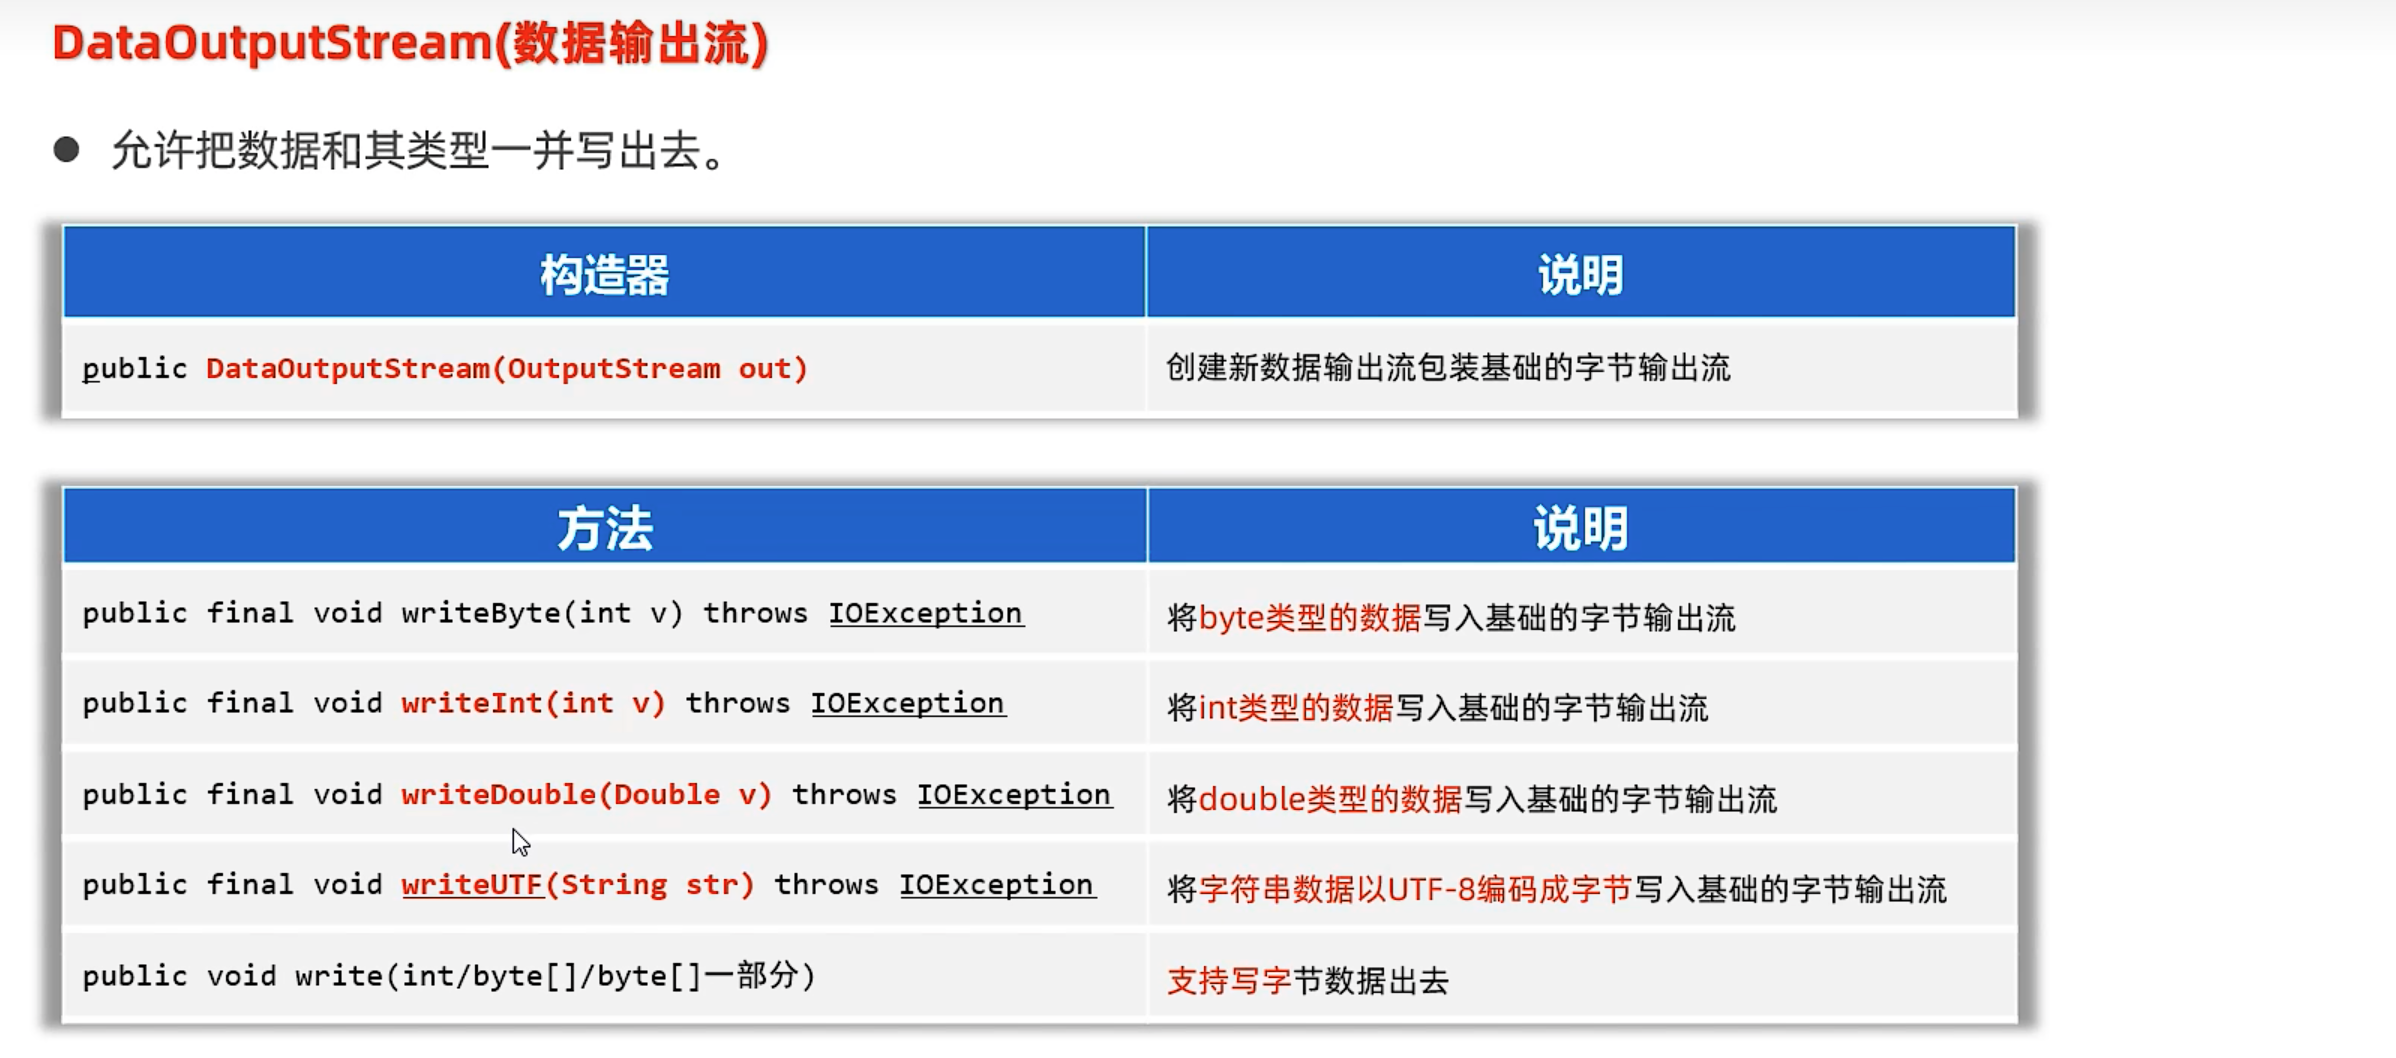 DataOutputStream(数据输出流)
● 允许把数据和其类型一并写出去。
构造器 说明
public DataOutputStream(OutputStream out) 创建新数据输出流包装基础的字节输出流
方法 说明
public final void writeByte(int v) throws IOException 将byte类型的数据写入基础的字节输出流
public final void writeInt(int v) throws IOException 将int类型的数据写入基础的字节输出流
public final void writeDouble(Double v) throws IOException 将double类型的数据写入基础的字节输出流
public final void writeUTF(String str) throws IOException 将字符串数据以UTF-8编码成字节写入基础的字节输出流
public void write(int/byte[]/byte[]一部分) 支持写字节数据出去